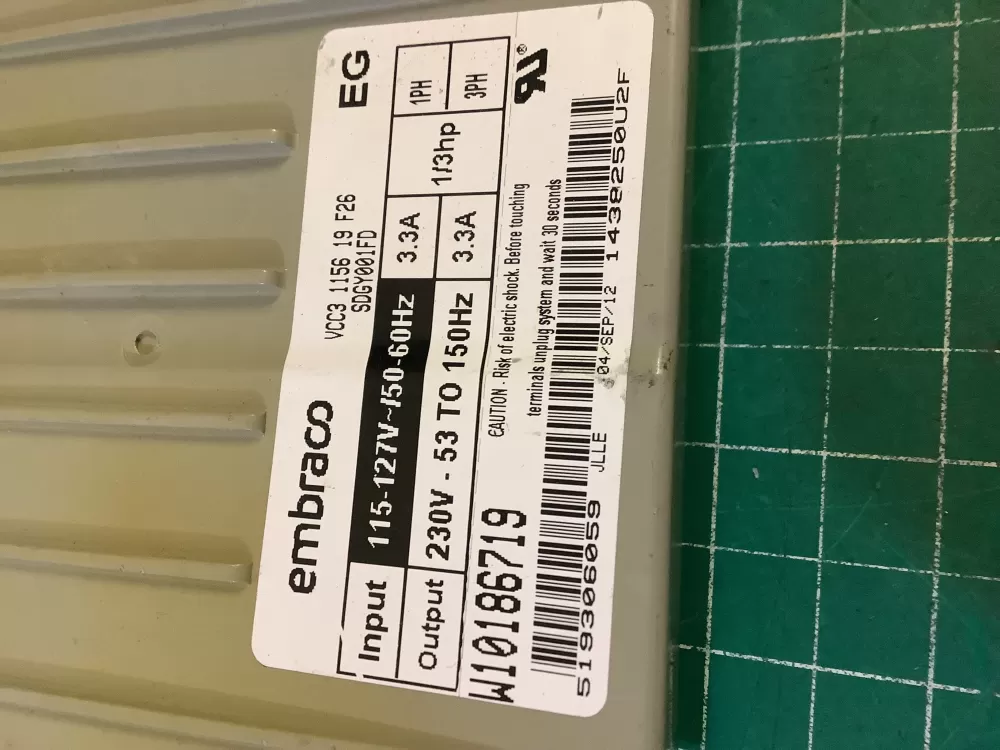 embraco
VCC3 1156 19 F26
SDGY001FD
EG
Input 115-127V~/50-60Hz 3.3A 1/3hp 1PH
Output 230V - 53 TO 150Hz 3.3A 3PH
W10186719
CAUTION - Risk of electric shock. Before touching
terminals unplug system and wait 30 seconds
519306059 JLLE 04/SEP/12 1438250U2F